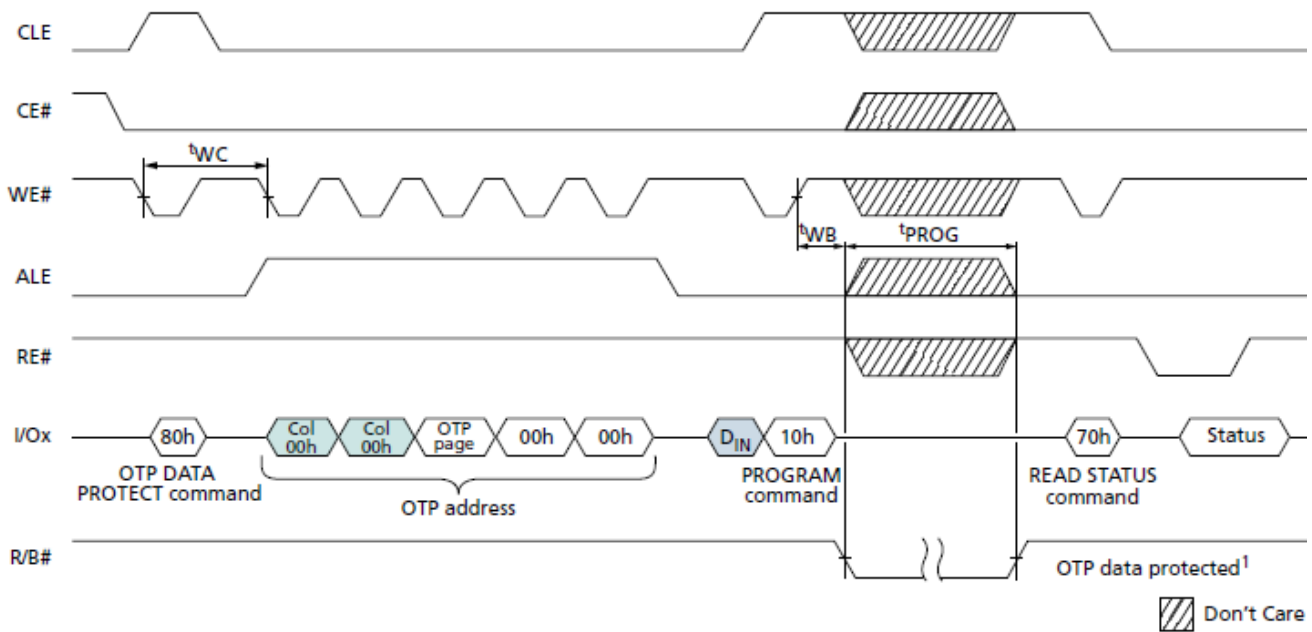 CLE
CE#
tWC
WE#
tWB
tPROG
ALE
RE#
I/Ox
80h
Col
00h
Col
00h
OTP
page
00h
00h
DIN
10h
70h
Status
OTP DATA
PROTECT command
OTP address
PROGRAM
command
READ STATUS
command
R/B#
OTP data protected1
Don't Care